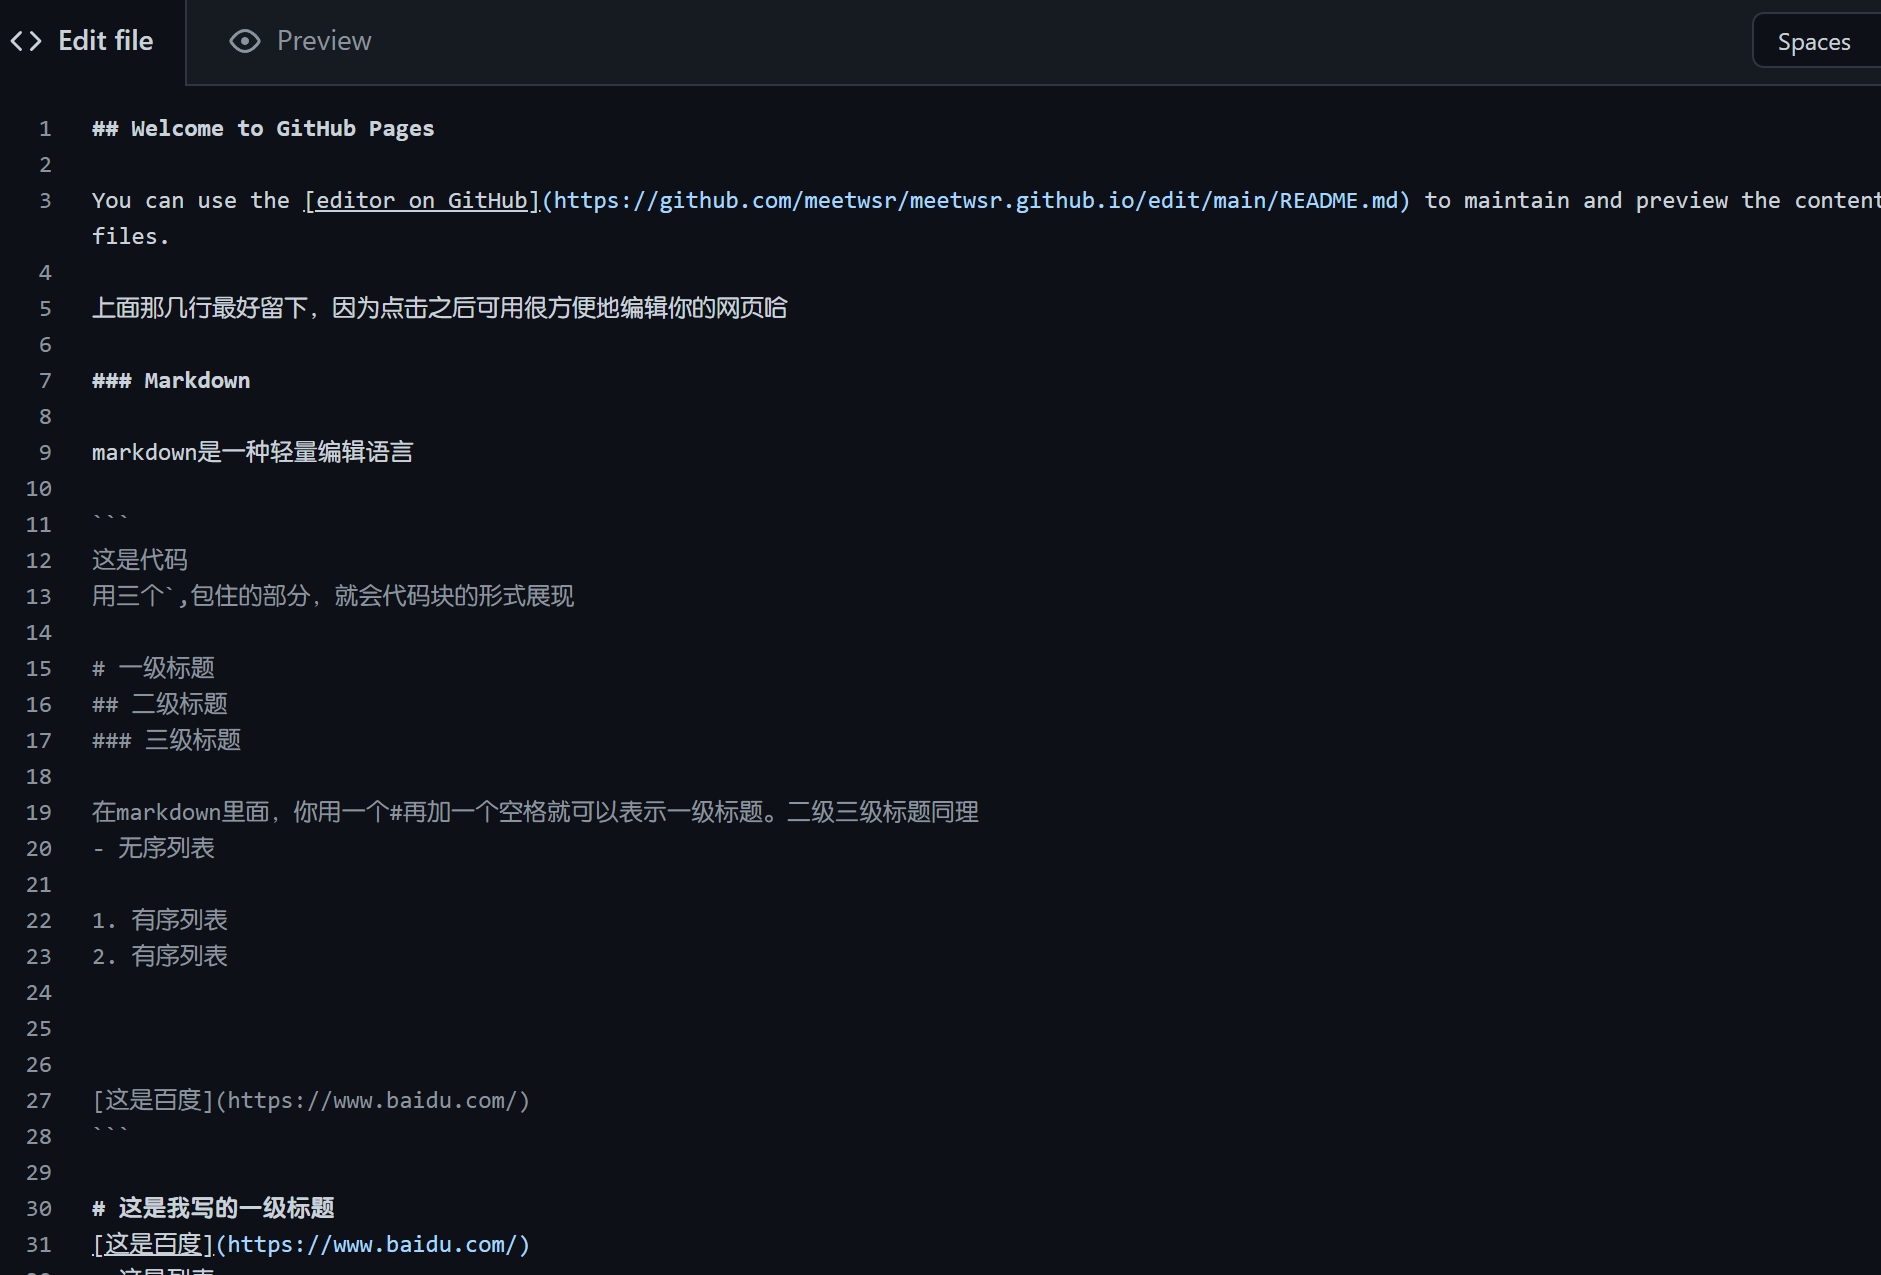 Edit file
Preview
Spaces
1 ## Welcome to GitHub Pages
2
3 You can use the [editor on GitHub](https://github.com/meetwsr/meetwsr.github.io/edit/main/README.md) to maintain and preview the content
files.
4
5 上面那几行最好留下，因为点击之后可用很方便地编辑你的网页哈
6
7 ### Markdown
8
9 markdown是一种轻量编辑语言
10
11 ```
12 这是代码
13 用三个`,包住的部分，就会代码块的形式展现
14
15 # 一级标题
16 ## 二级标题
17 ### 三级标题
18
19 在markdown里面，你用一个#再加一个空格就可以表示一级标题。二级三级标题同理
20 - 无序列表
21
22 1. 有序列表
23 2. 有序列表
24
25
26
27 [这是百度](https://www.baidu.com/)
28 ```
29
30 # 这是我写的一级标题
31 [这是百度](https://www.baidu.com/)
这是列表